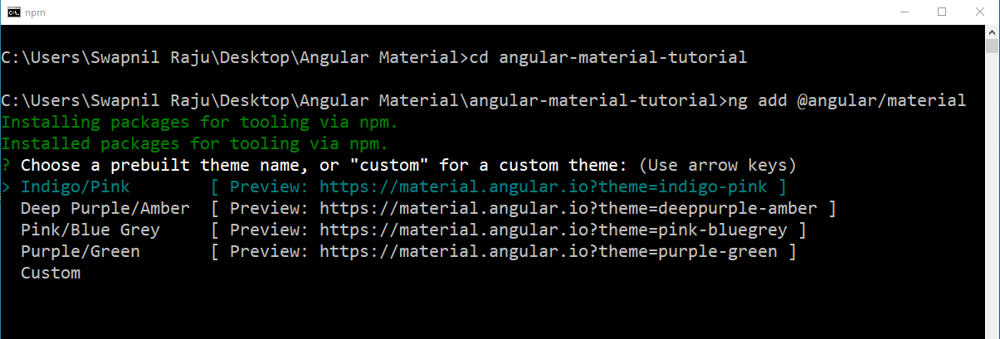 npm
C:\Users\Swapnil Raju\Desktop\Angular Material>cd angular-material-tutorial
C:\Users\Swapnil Raju\Desktop\Angular Material\angular-material-tutorial>ng add @angular/material
Installing packages for tooling via npm.
Installed packages for tooling via npm.
? Choose a prebuilt theme name, or "custom" for a custom theme: (Use arrow keys)
> Indigo/Pink        [ Preview: https://material.angular.io?theme=indigo-pink ]
  Deep Purple/Amber  [ Preview: https://material.angular.io?theme=deeppurple-amber ]
  Pink/Blue Grey     [ Preview: https://material.angular.io?theme=pink-bluegrey ]
  Purple/Green       [ Preview: https://material.angular.io?theme=purple-green ]
  Custom